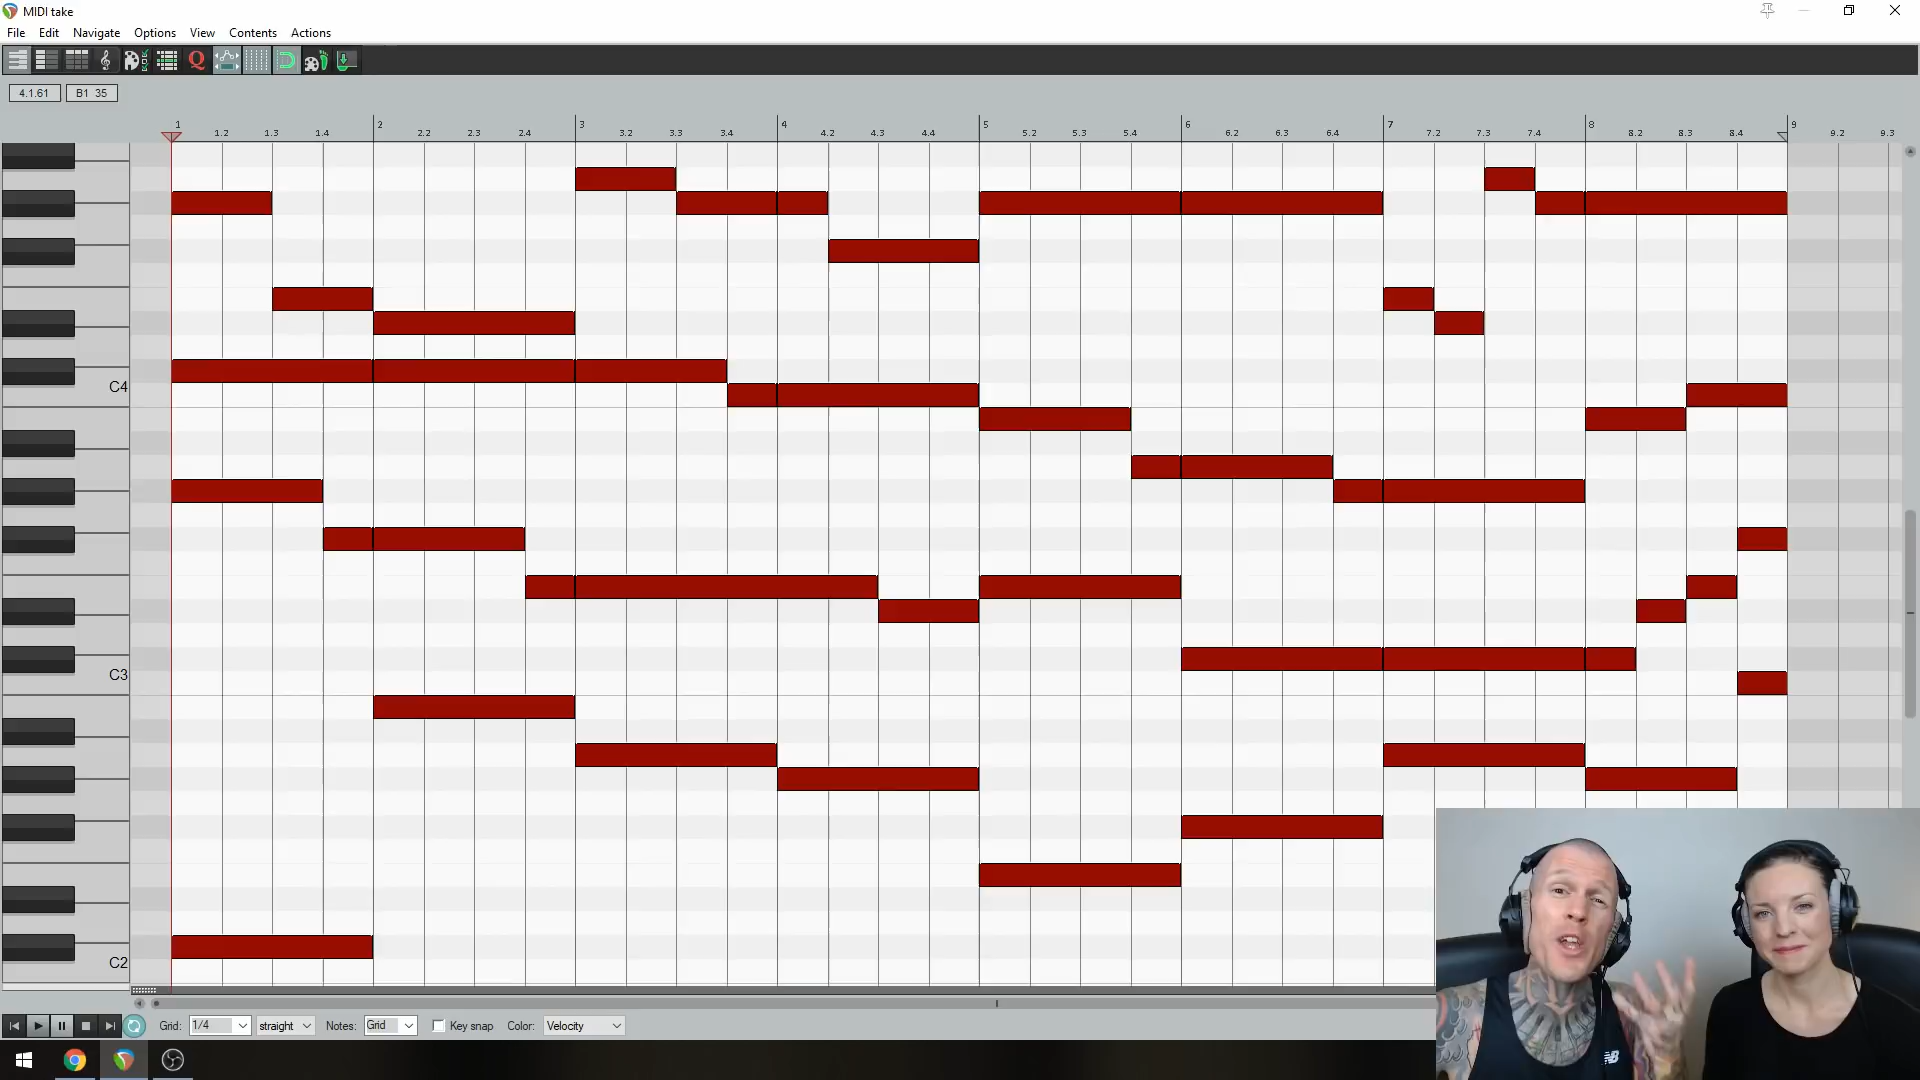 MIDI take
File Edit Navigate Options View Contents Actions
Q
4.1.61 B1 35
1 1.2 1.3 1.4 2 2.2 2.3 2.4 3 3.2 3.3 3.4 4 4.2 4.3 4.4 5 5.2 5.3 5.4 6 6.2 6.3 6.4 7 7.2 7.3 7.4 8 8.2 8.3 8.4 9 9.2 9.3
C4
C3
C2
Grid: 1/4 straight Notes: Grid Key snap Color: Velocity
NB